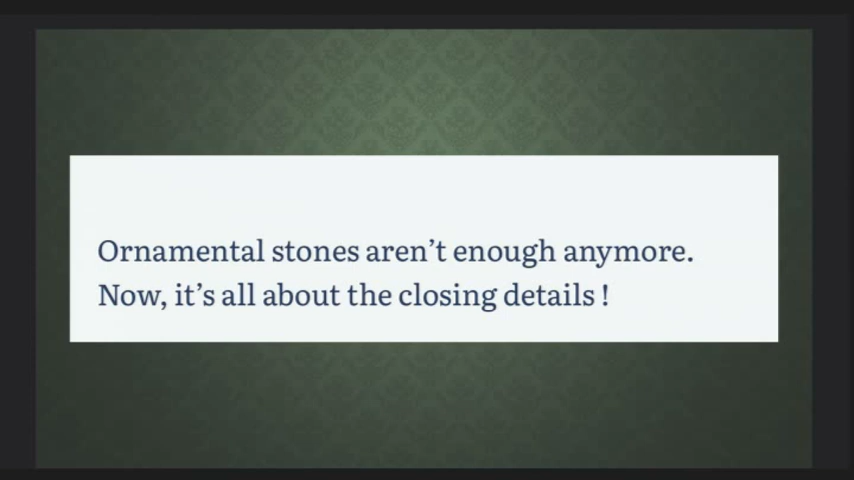 Ornamental stones aren’t enough anymore.
Now, it’s all about the closing details !